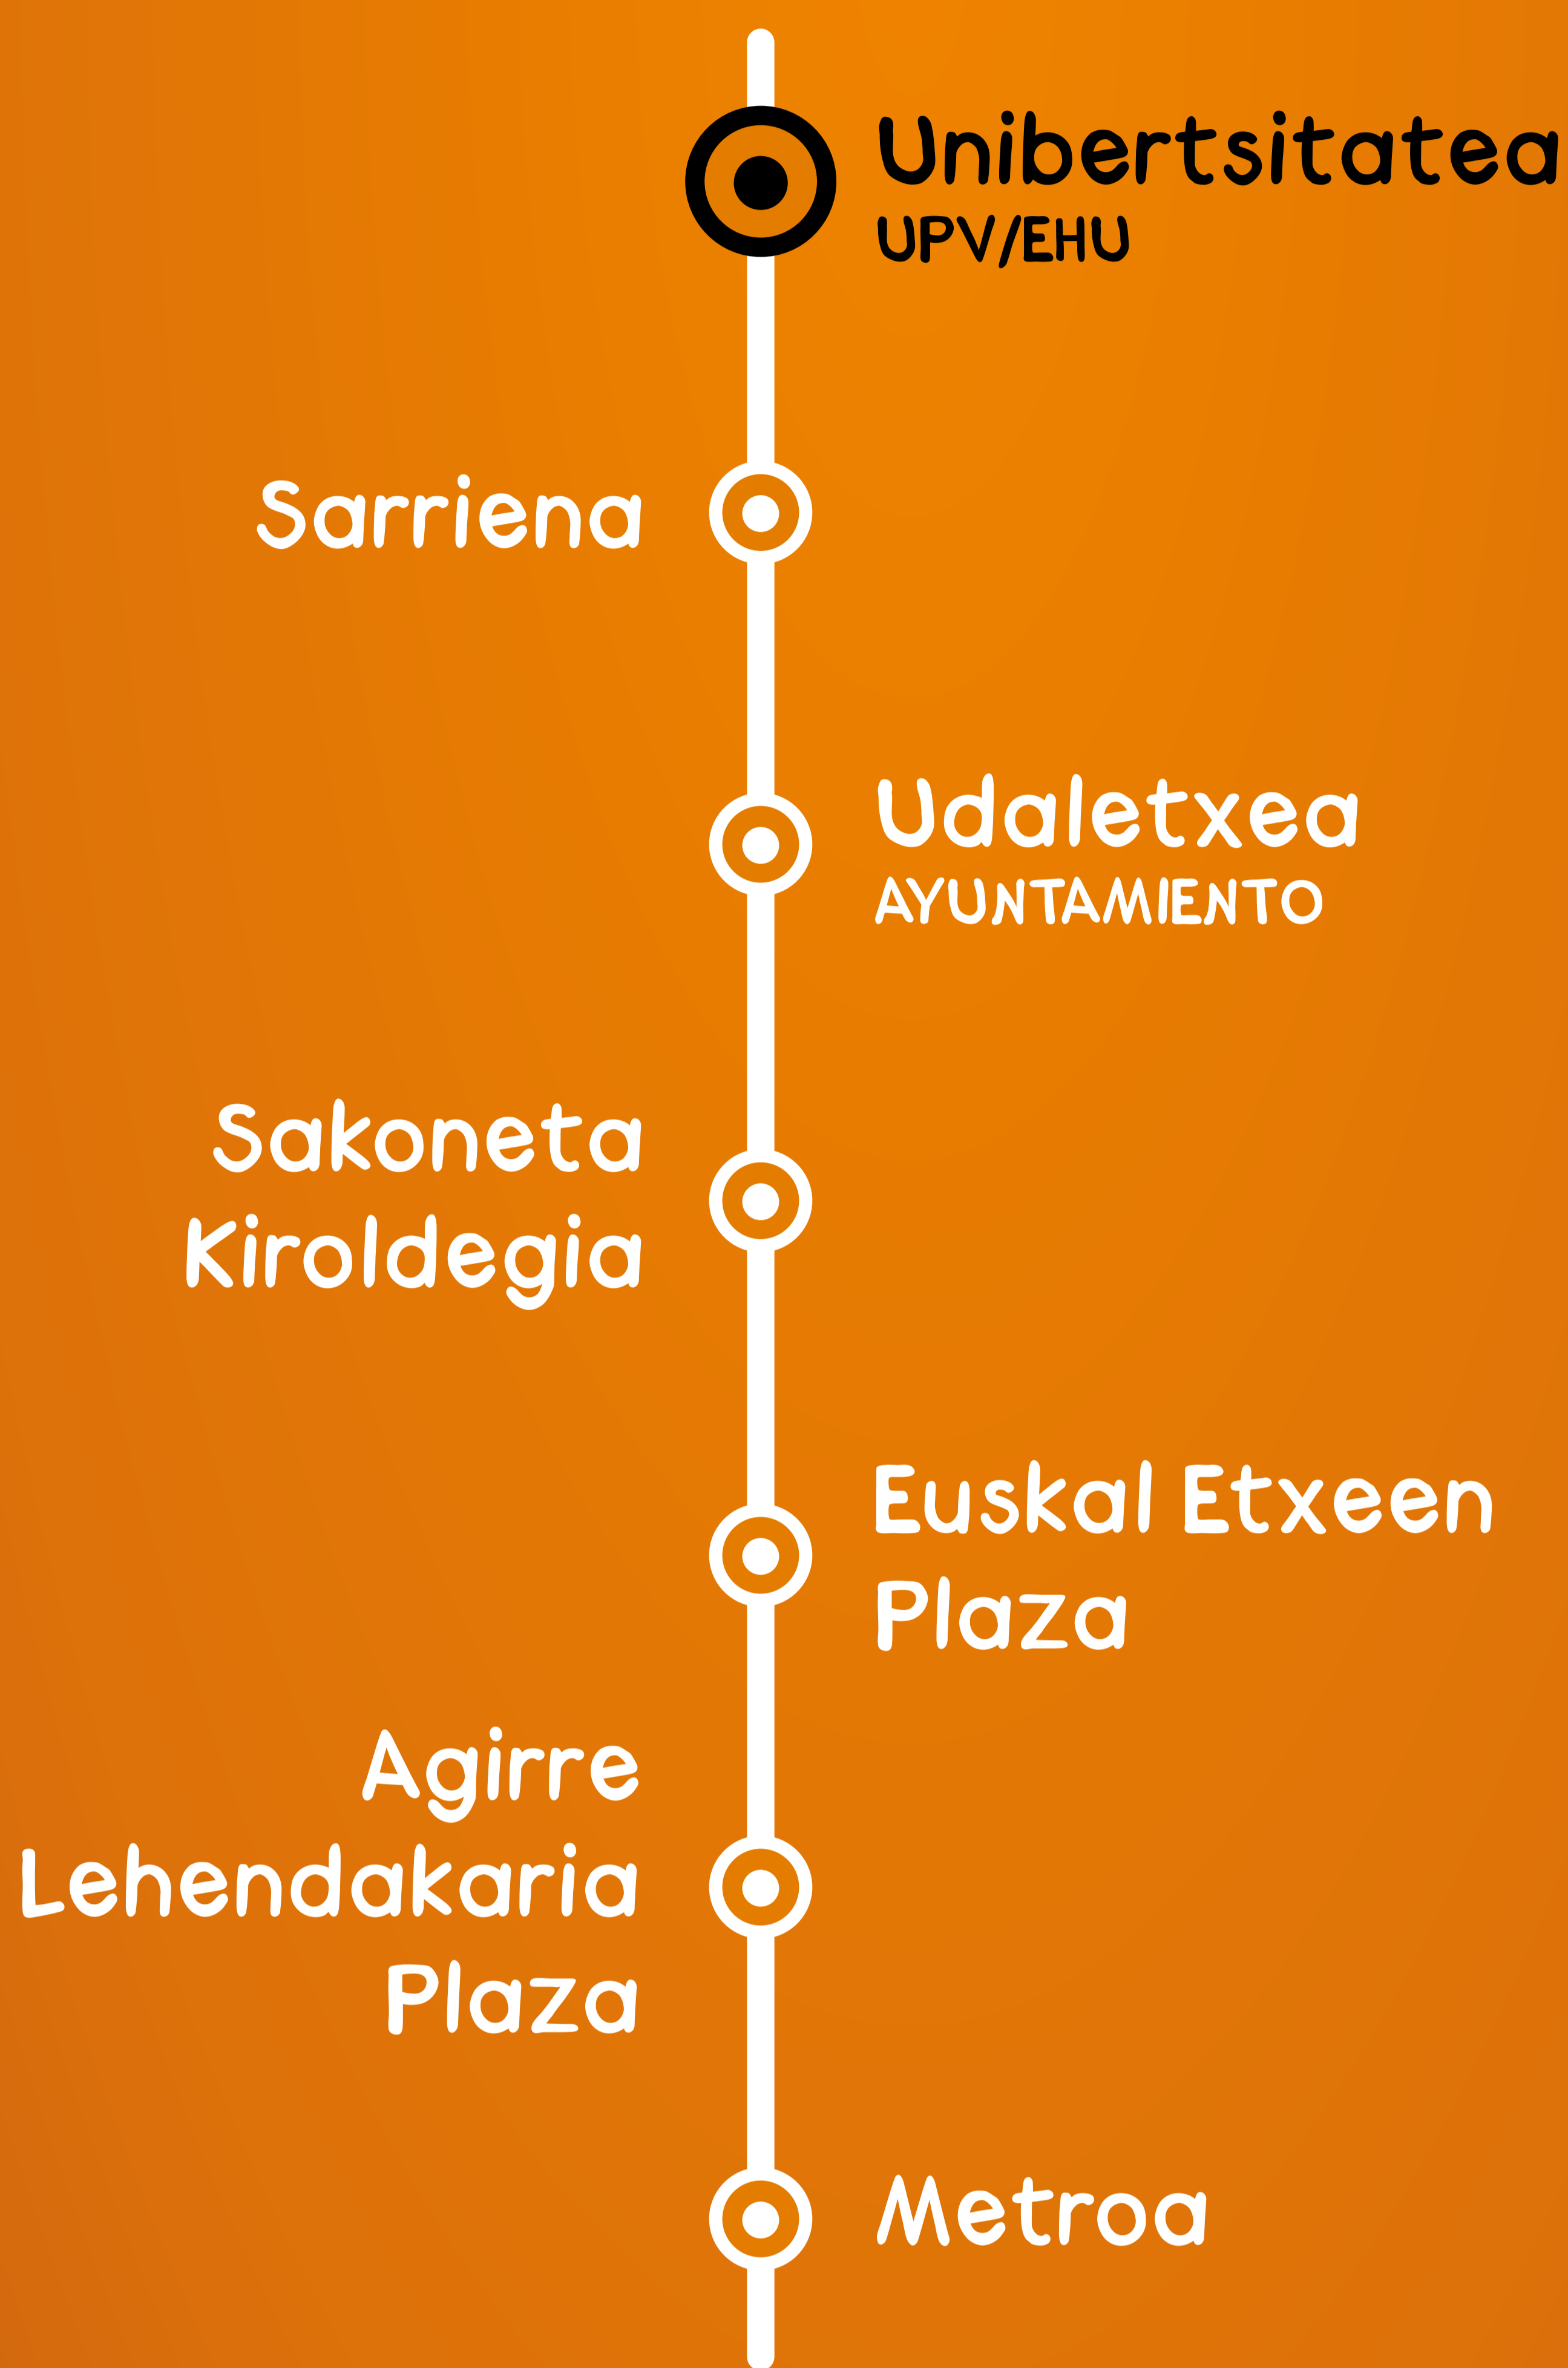 Unibertsitatea
UPV/EHU
Sarriena
Udaletxea
AYUNTAMIENTO
Sakoneta
Kiroldegia
Euskal Etxeen
Plaza
Agirre
Lehendakaria
Plaza
Metroa